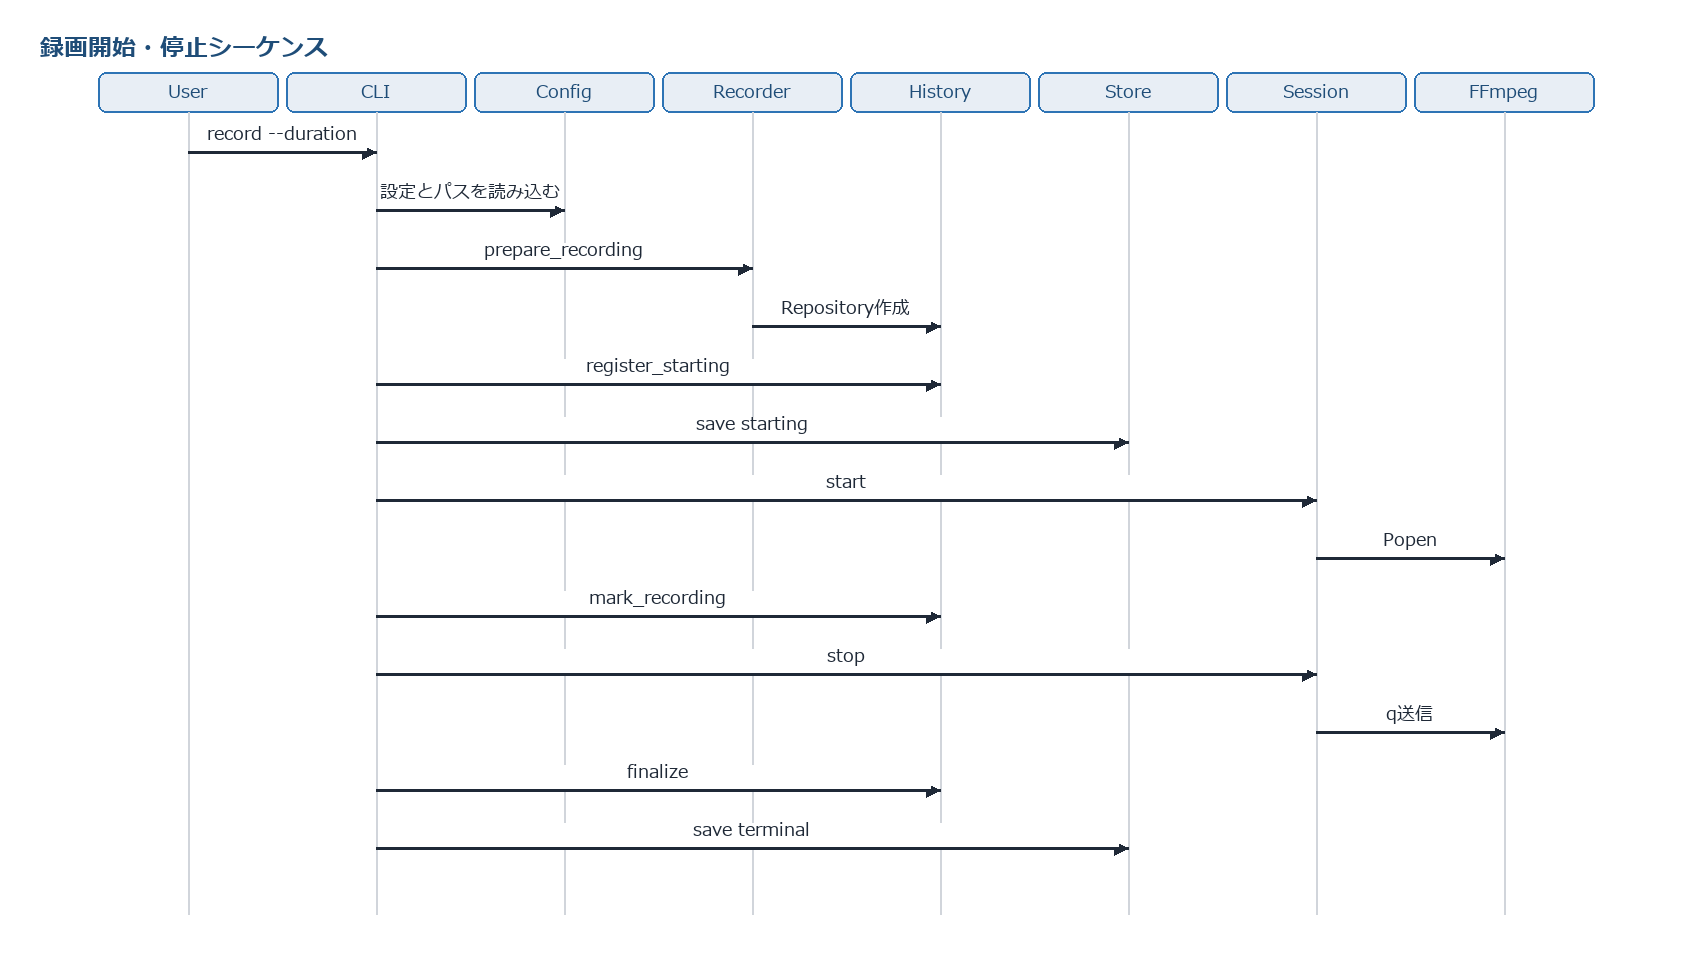 録画開始・停止シーケンス
User
CLI
Config
Recorder
History
Store
Session
FFmpeg
record --duration
設定とパスを読み込む
prepare_recording
Repository作成
register_starting
save starting
start
Popen
mark_recording
stop
q送信
finalize
save terminal